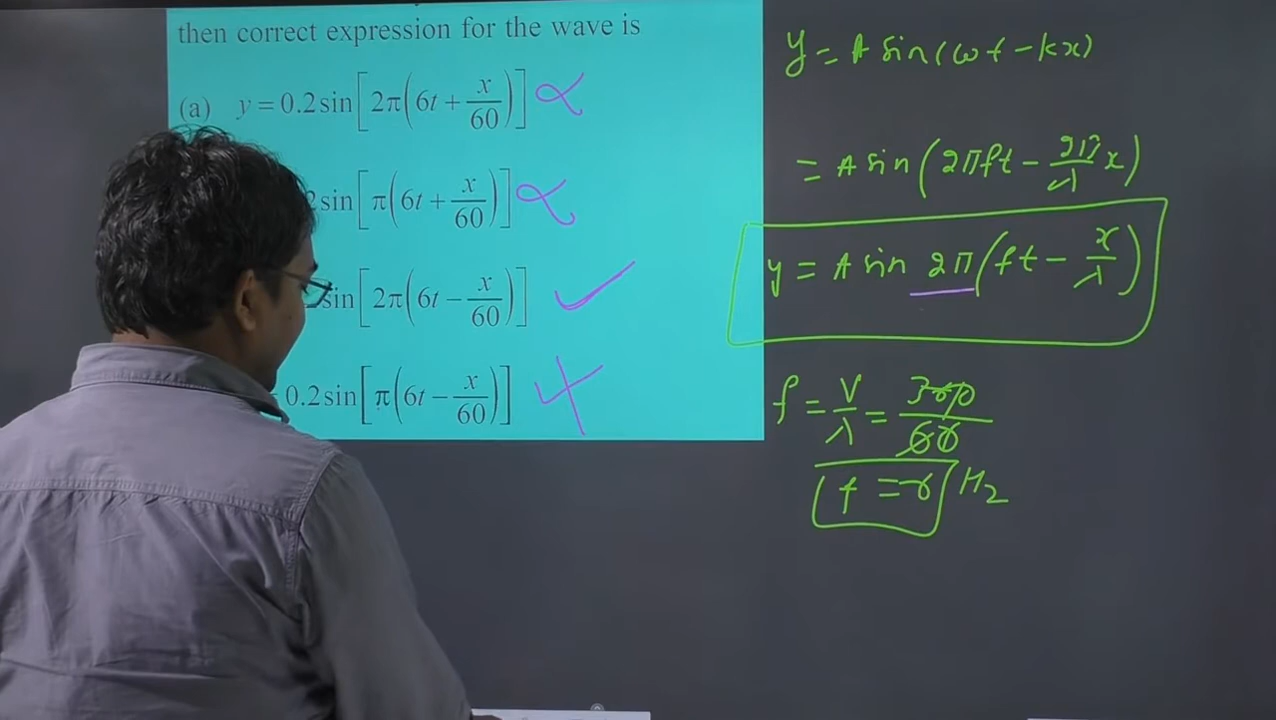 then correct expression for the wave is
(a) y = 0.2 sin[2π(6t + x/60)]
sin[π(6t + x/60)]
sin[2π(6t − x/60)]
0.2 sin[π(6t − x/60)]
y = A sin(ωt − kx)
= A sin(2πft − 2π/λ x)
y = A sin 2π(ft − x/λ)
f = V/λ = 360/60
f = 6 Hz